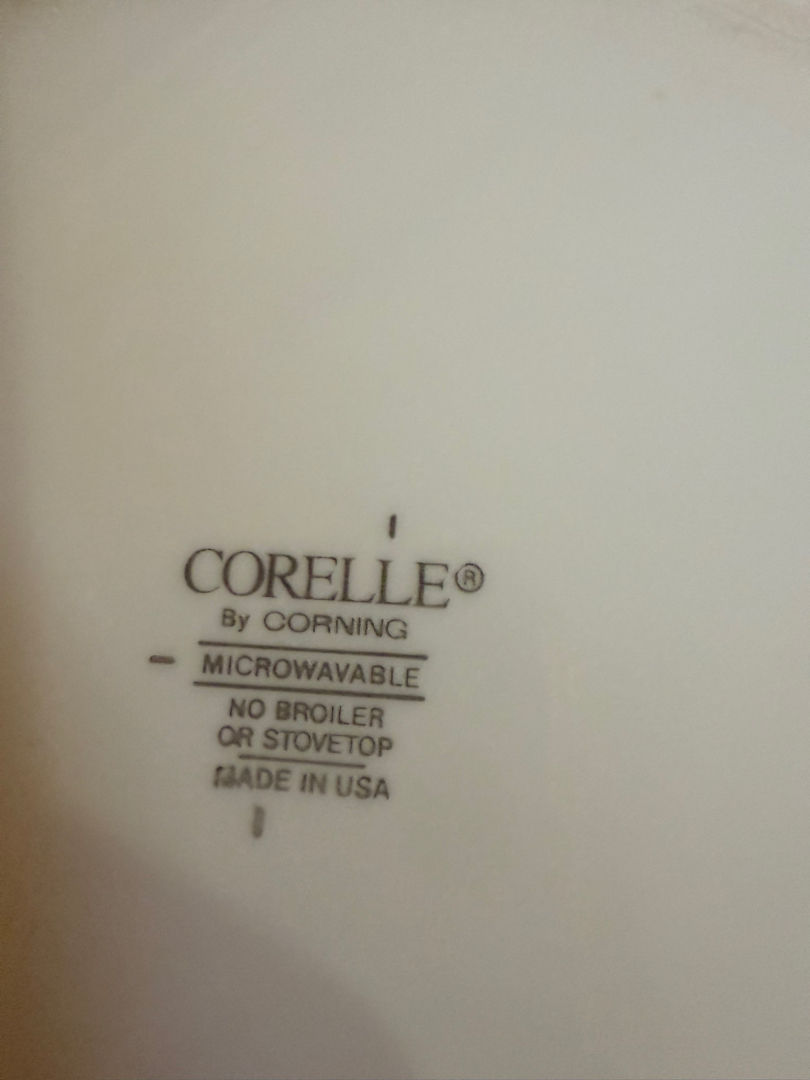 CORELLE®
By CORNING
MICROWAVABLE
NO BROILER
OR STOVETOP
MADE IN USA